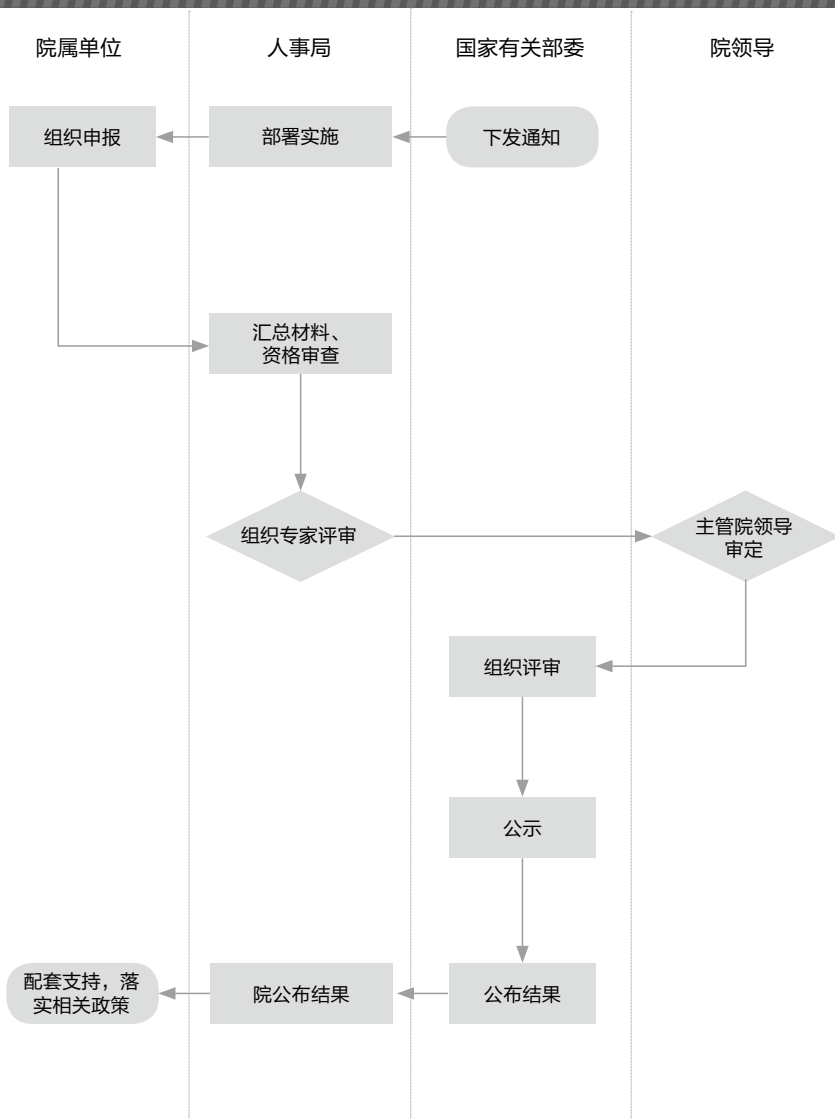 院属单位
人事局
国家有关部委
院领导
组织申报
部署实施
下发通知
汇总材料、
资格审查
组织专家评审
主管院领导
审定
组织评审
公示
配套支持，落
实相关政策
院公布结果
公布结果